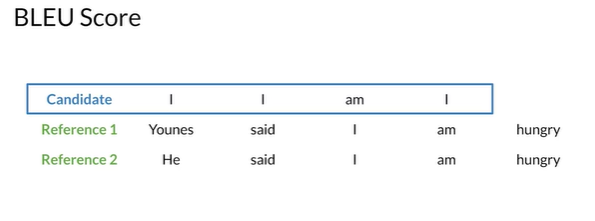 BLEU Score
Candidate I I am I
Reference 1 Younes said I am hungry
Reference 2 He said I am hungry